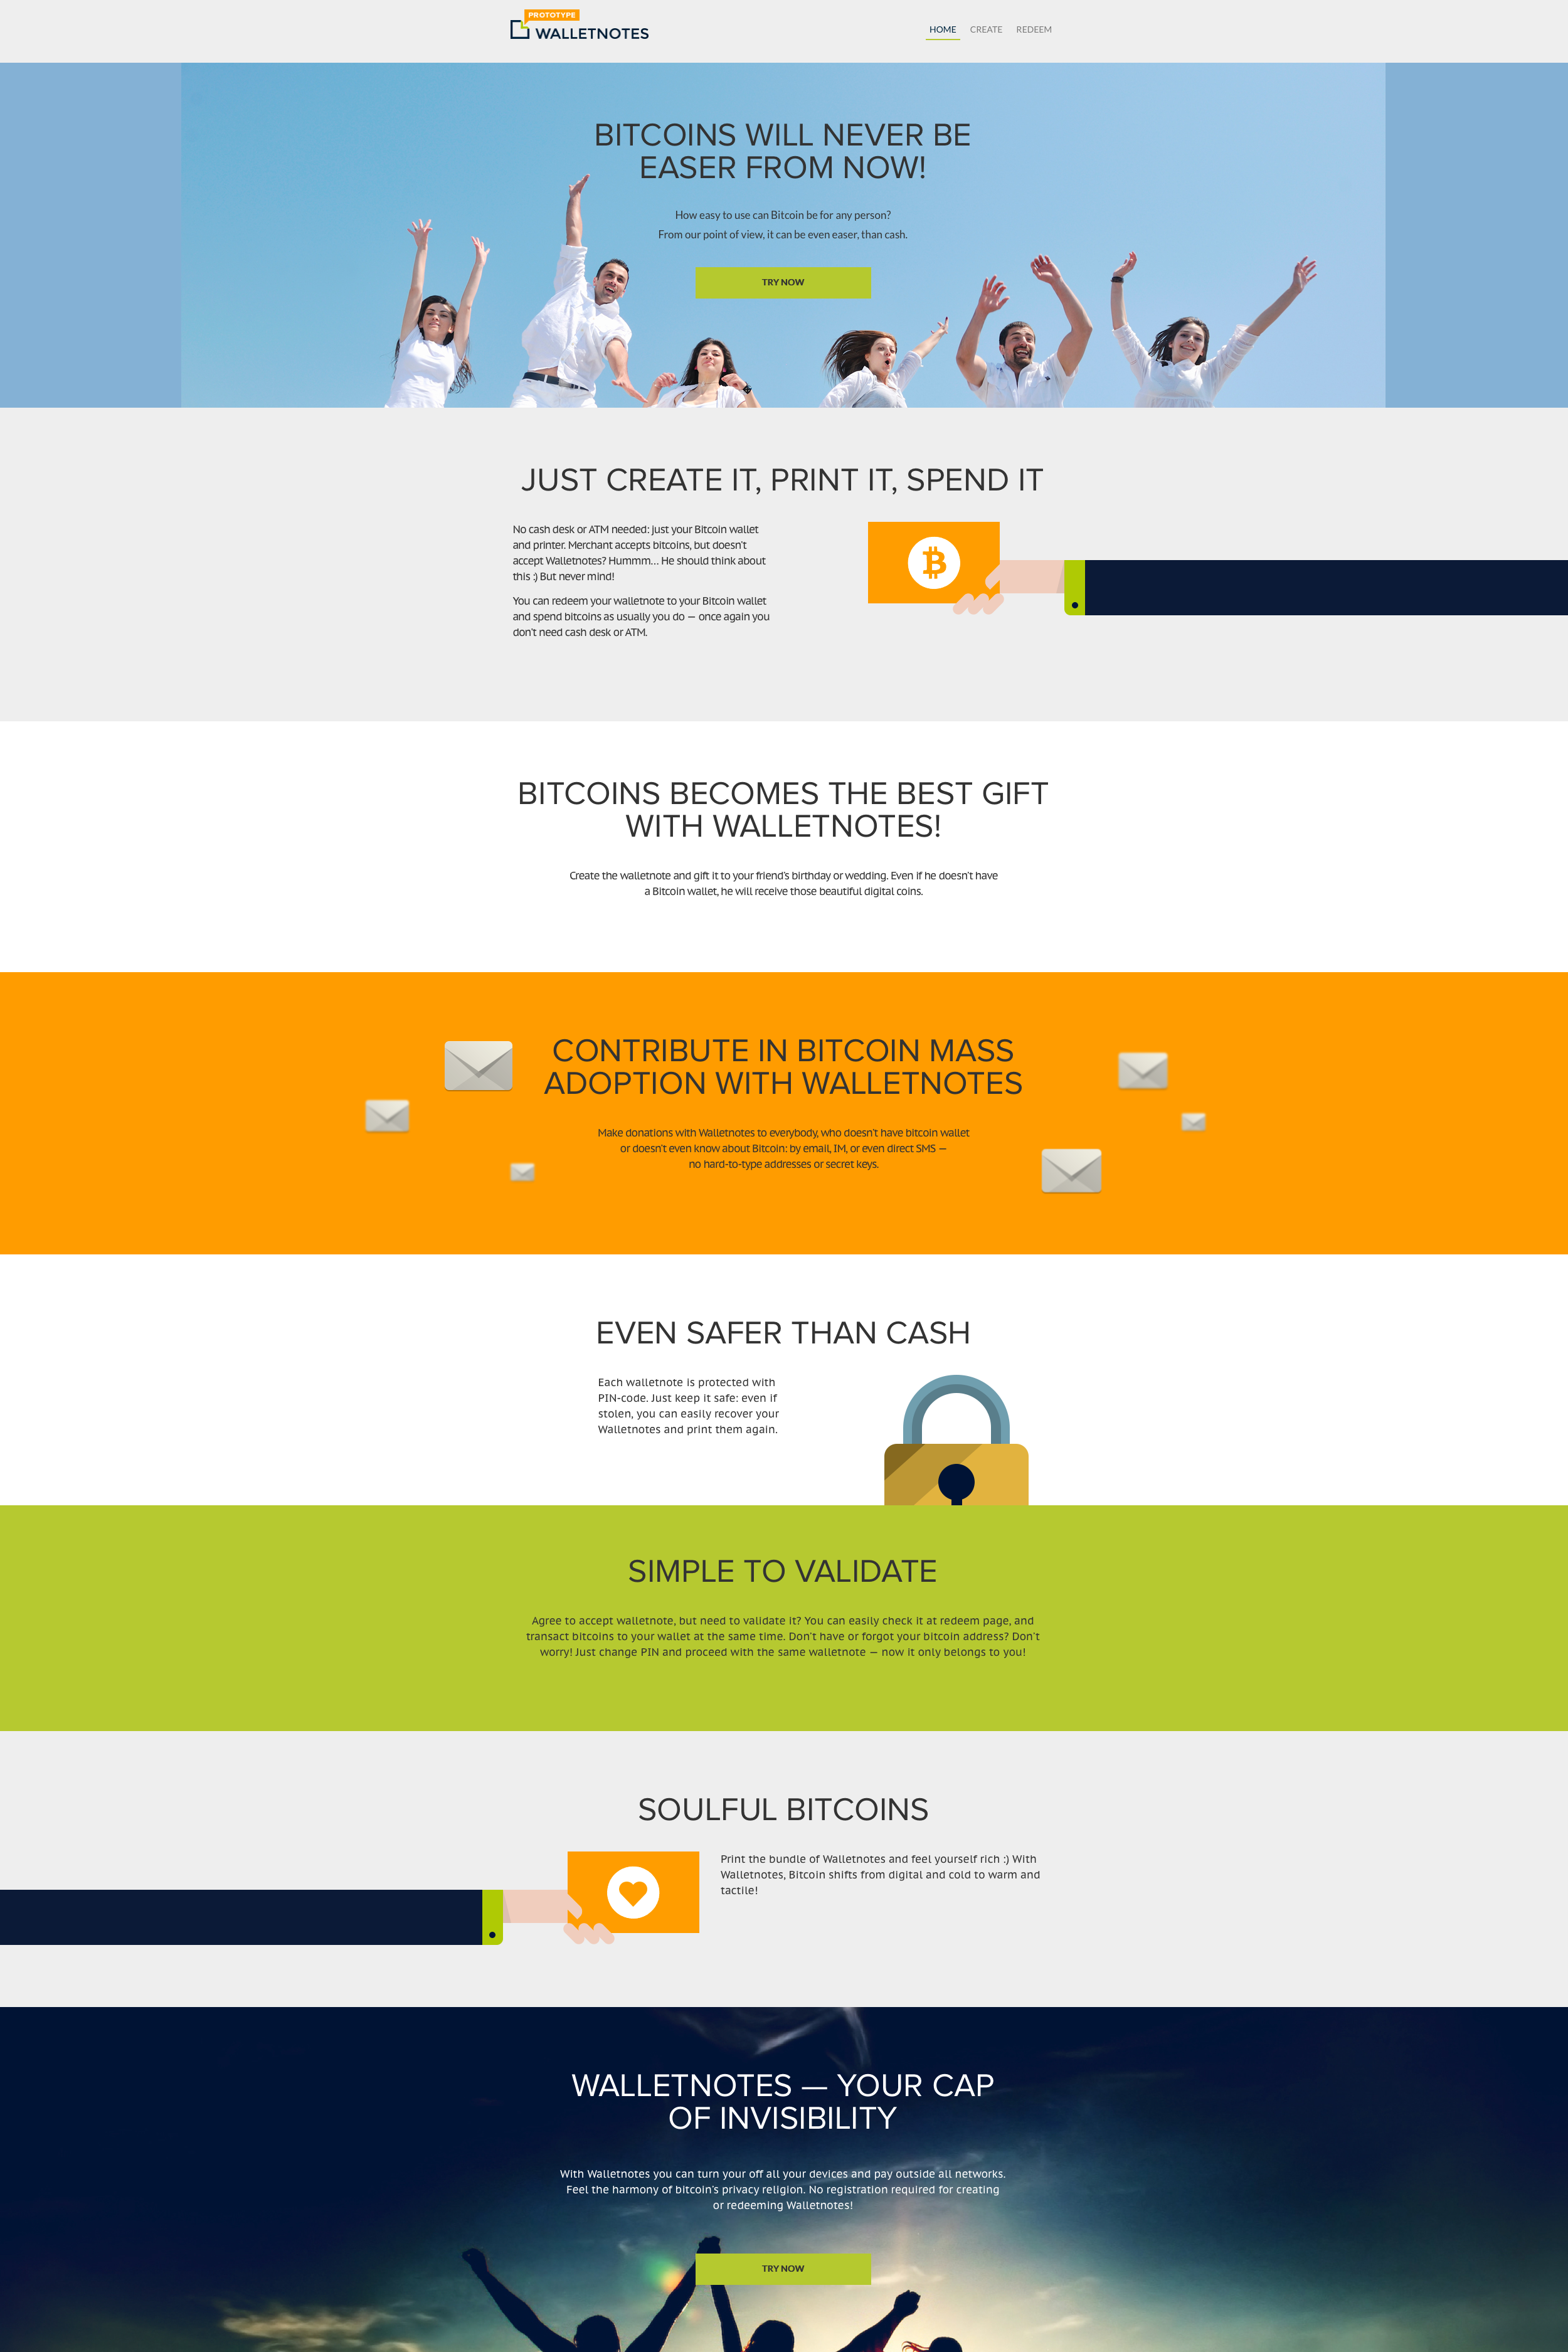 PROTOTYPE
WALLETNOTES
HOME CREATE REDEEM
BITCOINS WILL NEVER BE
EASER FROM NOW!
How easy to use can Bitcoin be for any person?
From our point of view, it can be even easer, than cash.
TRY NOW
JUST CREATE IT, PRINT IT, SPEND IT
No cash desk or ATM needed: just your Bitcoin wallet
and printer. Merchant accepts bitcoins, but doesn't
accept Walletnotes? Hummm... He should think about
this :) But never mind!
You can redeem your walletnote to your Bitcoin wallet
and spend bitcoins as usually you do — once again you
don't need cash desk or ATM.
BITCOINS BECOMES THE BEST GIFT
WITH WALLETNOTES!
Create the walletnote and gift it to your friend's birthday or wedding. Even if he doesn't have
a Bitcoin wallet, he will receive those beautiful digital coins.
CONTRIBUTE IN BITCOIN MASS
ADOPTION WITH WALLETNOTES
Make donations with Walletnotes to everybody, who doesn't have bitcoin wallet
or doesn't even know about Bitcoin: by email, IM, or even direct SMS —
no hard-to-type addresses or secret keys.
EVEN SAFER THAN CASH
Each walletnote is protected with
PIN-code. Just keep it safe: even if
stolen, you can easily recover your
Walletnotes and print them again.
SIMPLE TO VALIDATE
Agree to accept walletnote, but need to validate it? You can easily check it at redeem page, and
transact bitcoins to your wallet at the same time. Don't have or forgot your bitcoin address? Don't
worry! Just change PIN and proceed with the same walletnote — now it only belongs to you!
SOULFUL BITCOINS
Print the bundle of Walletnotes and feel yourself rich :) With
Walletnotes, Bitcoin shifts from digital and cold to warm and
tactile!
WALLETNOTES — YOUR CAP
OF INVISIBILITY
With Walletnotes you can turn your off all your devices and pay outside all networks.
Feel the harmony of bitcoin's privacy religion. No registration required for creating
or redeeming Walletnotes!
TRY NOW